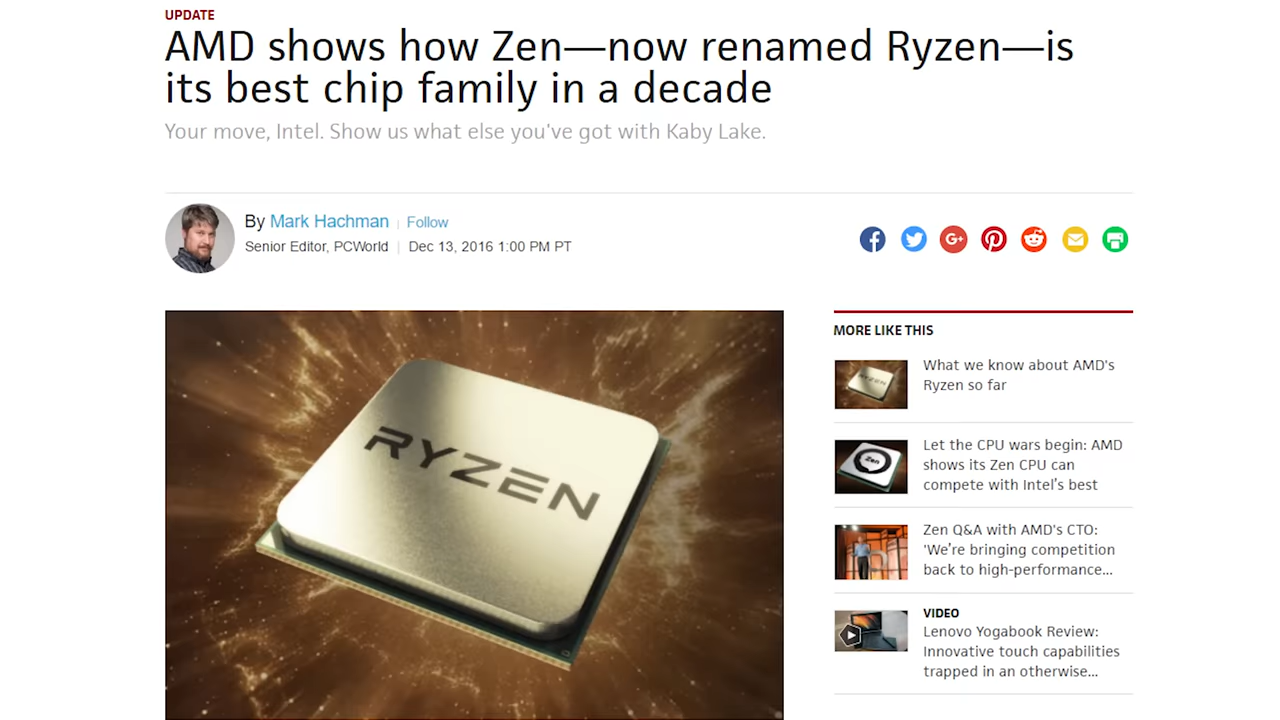 UPDATE
AMD shows how Zen—now renamed Ryzen—is
its best chip family in a decade
Your move, Intel. Show us what else you've got with Kaby Lake.
By Mark Hachman | Follow
Senior Editor, PCWorld | Dec 13, 2016 1:00 PM PT
RYZEN
MORE LIKE THIS
RYZEN
What we know about AMD's
Ryzen so far
Zen
Let the CPU wars begin: AMD
shows its Zen CPU can
compete with Intel's best
Zen Q&A with AMD's CTO:
'We're bringing competition
back to high-performance...
VIDEO
Lenovo Yogabook Review:
Innovative touch capabilities
trapped in an otherwise...